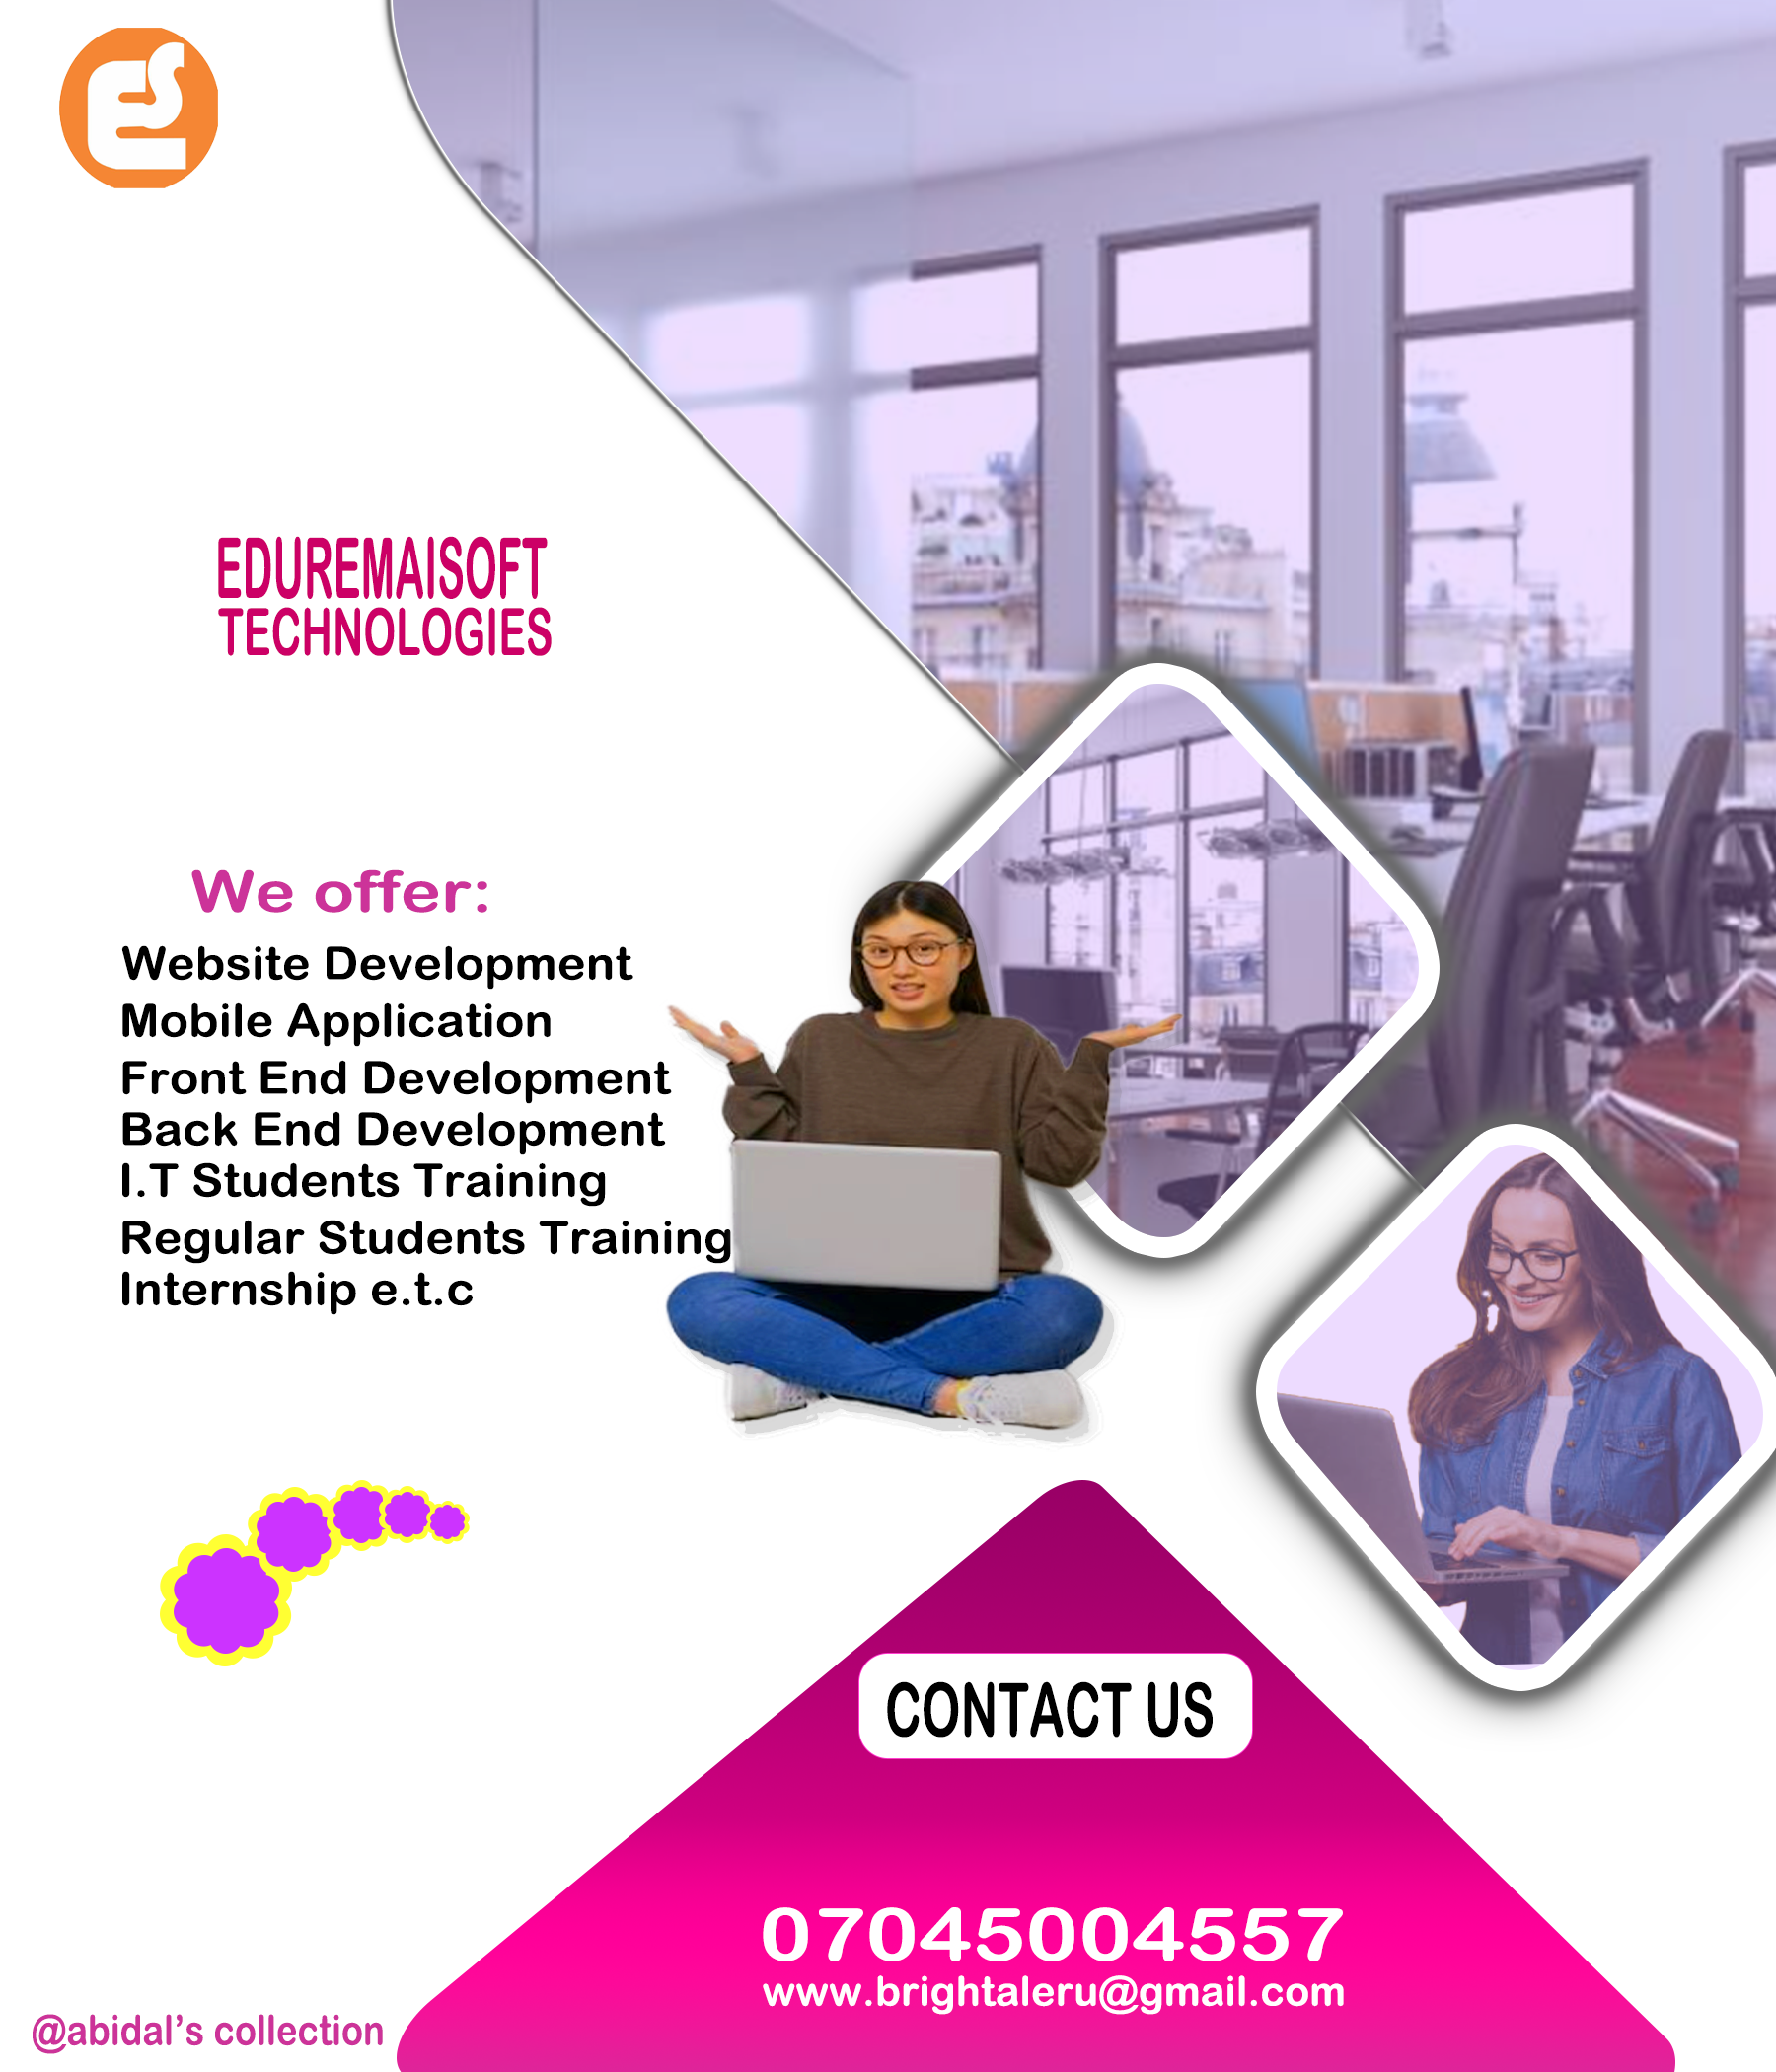 ES
EDUREMAISOFT
TECHNOLOGIES
We offer:
Website Development
Mobile Application
Front End Development
Back End Development
I.T Students Training
Regular Students Training
Internship e.t.c
CONTACT US
07045004557
www.brightaleru@gmail.com
@abidal’s collection